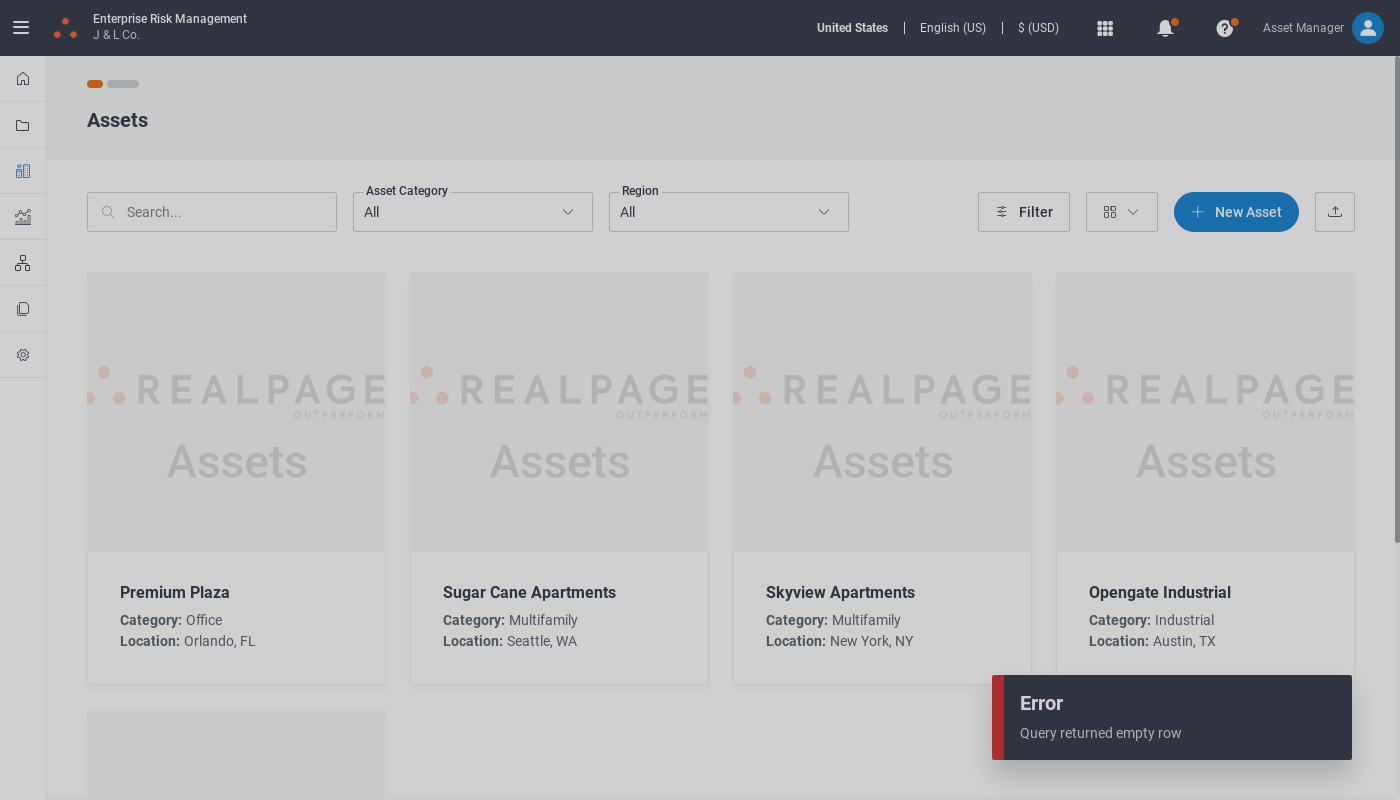 Enterprise Risk Management
J & L Co.
United States
English (US)
$ (USD)
Asset Manager
Assets
Search...
Asset Category
All
Region
All
Filter
New Asset
REALPAGE
OUTPERFORM
Assets
REALPAGE
OUTPERFORM
Assets
REALPAGE
OUTPERFORM
Assets
REALPAGE
OUTPERFORM
Assets
Premium Plaza
Category: Office
Location: Orlando, FL
Sugar Cane Apartments
Category: Multifamily
Location: Seattle, WA
Skyview Apartments
Category: Multifamily
Location: New York, NY
Opengate Industrial
Category: Industrial
Location: Austin, TX
Error
Query returned empty row